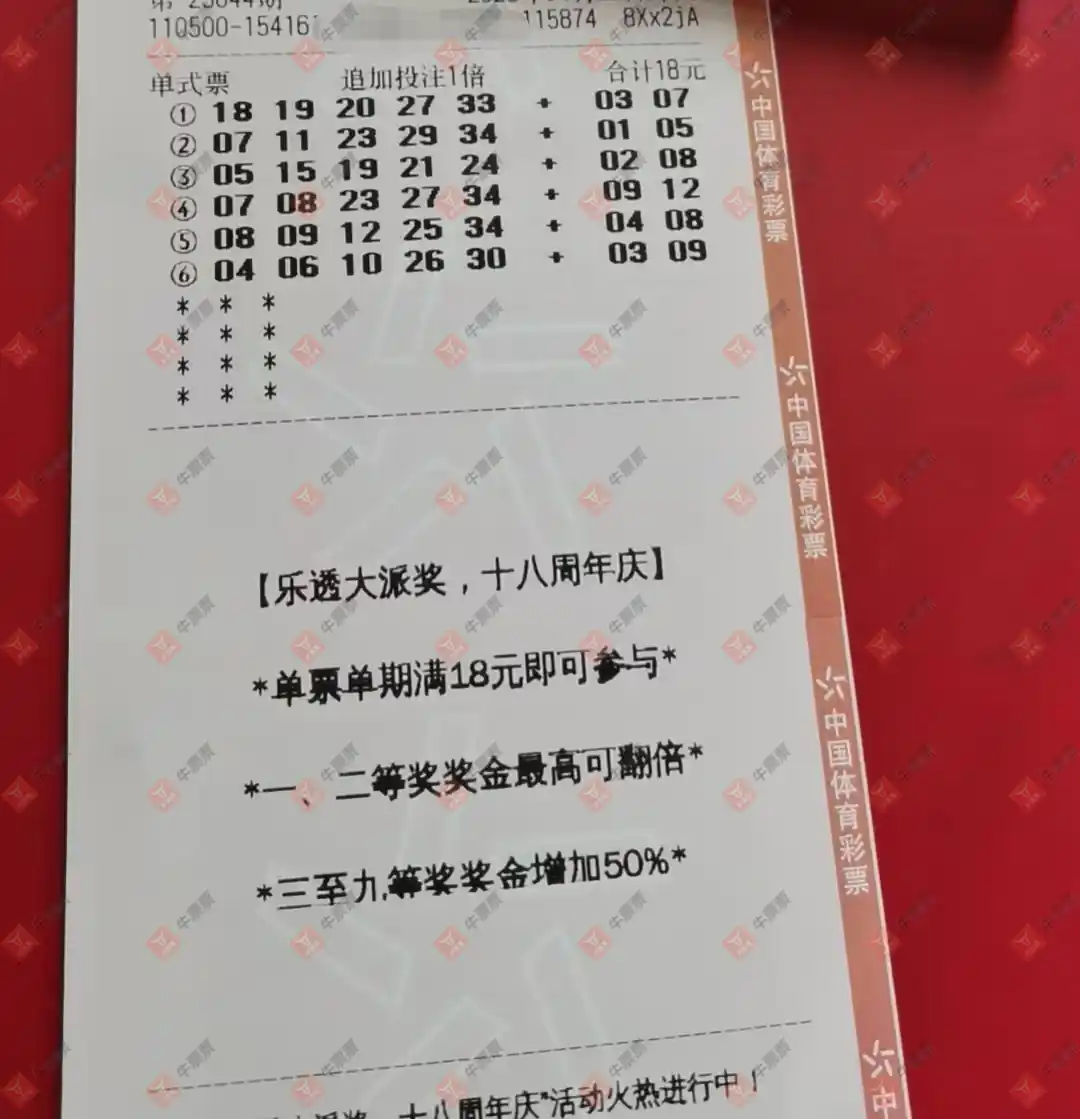 110500-15416 115874 8Xx2jA
单式票 追加投注1倍 合计18元
① 18 19 20 27 33 + 03 07
② 07 11 23 29 34 + 01 05
③ 05 15 19 21 24 + 02 08
④ 07 08 23 27 34 + 09 12
⑤ 08 09 12 25 34 + 04 08
⑥ 04 06 10 26 30 + 03 09
* * *
* * *
* * *
* * *
【乐透大派奖，十八周年庆】
*单票单期满18元即可参与*
*一、二等奖奖金最高可翻倍*
*三至九等奖奖金增加50%*
十八周年庆"活动火热进行中！
中国体育彩票
中国体育彩票
中国体育彩票
中
牛票票